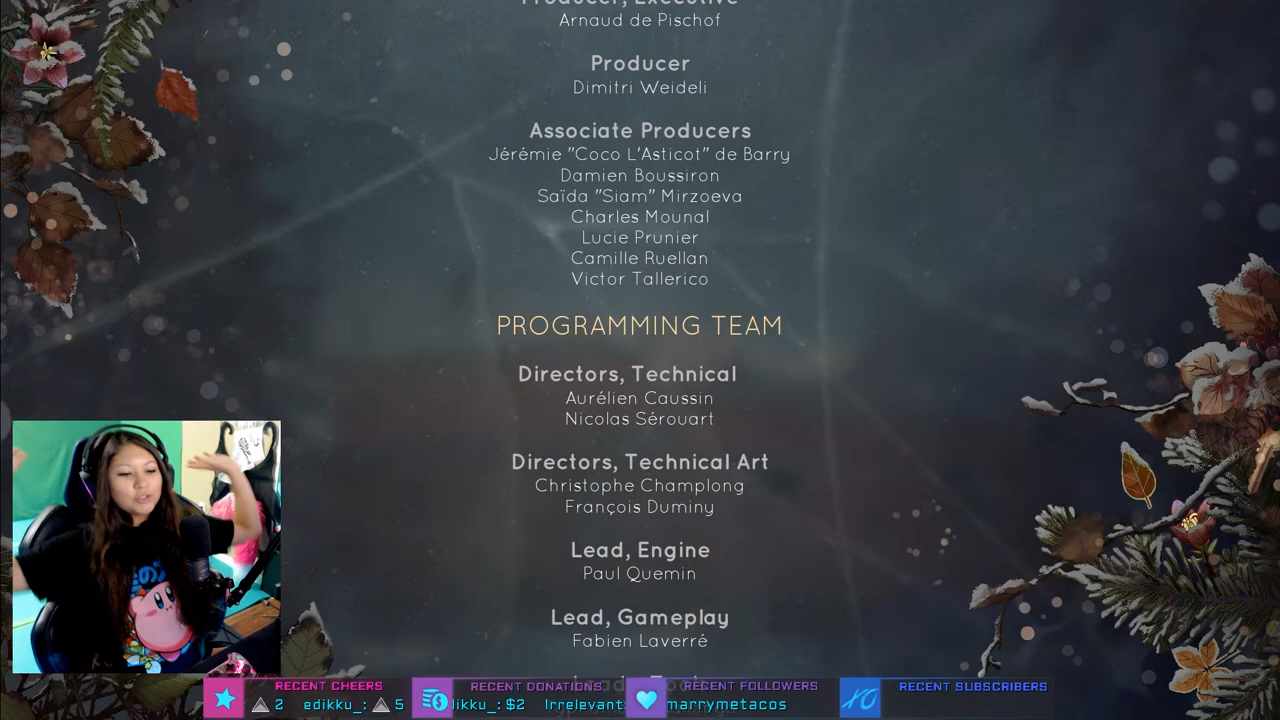 Producer, Executive
Arnaud de Pischof
Producer
Dimitri Weideli
Associate Producers
Jérémie "Coco L'Asticot" de Barry
Damien Boussiron
Saïda "Siam" Mirzoeva
Charles Mounal
Lucie Prunier
Camille Ruellan
Victor Tallerico
PROGRAMMING TEAM
Directors, Technical
Aurélien Caussin
Nicolas Sérouart
Directors, Technical Art
Christophe Champlong
François Duminy
Lead, Engine
Paul Quemin
Lead, Gameplay
Fabien Laverré
RECENT CHEERS
2 edikku_: 5
RECENT DONATIONS
$2 Irrelevant
RECENT FOLLOWERS
marrymetacos
RECENT SUBSCRIBERS